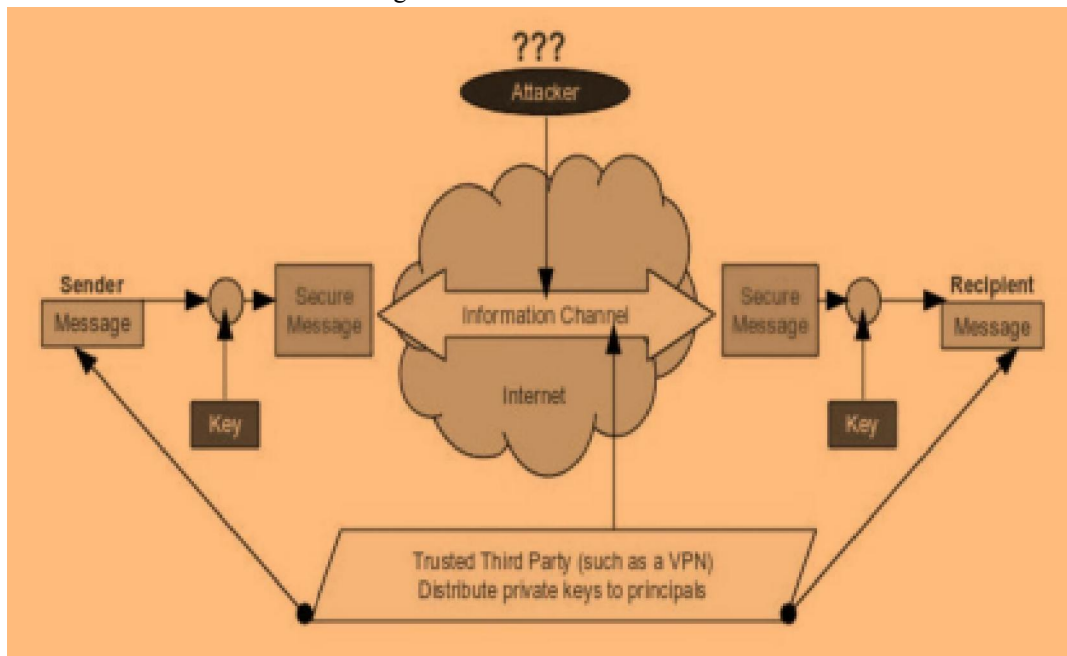 ???
Attacker
Sender
Message
Secure
Message
Information Channel
Secure
Message
Recipient
Message
Internet
Key
Key
Trusted Third Party (such as a VPN)
Distribute private keys to principals